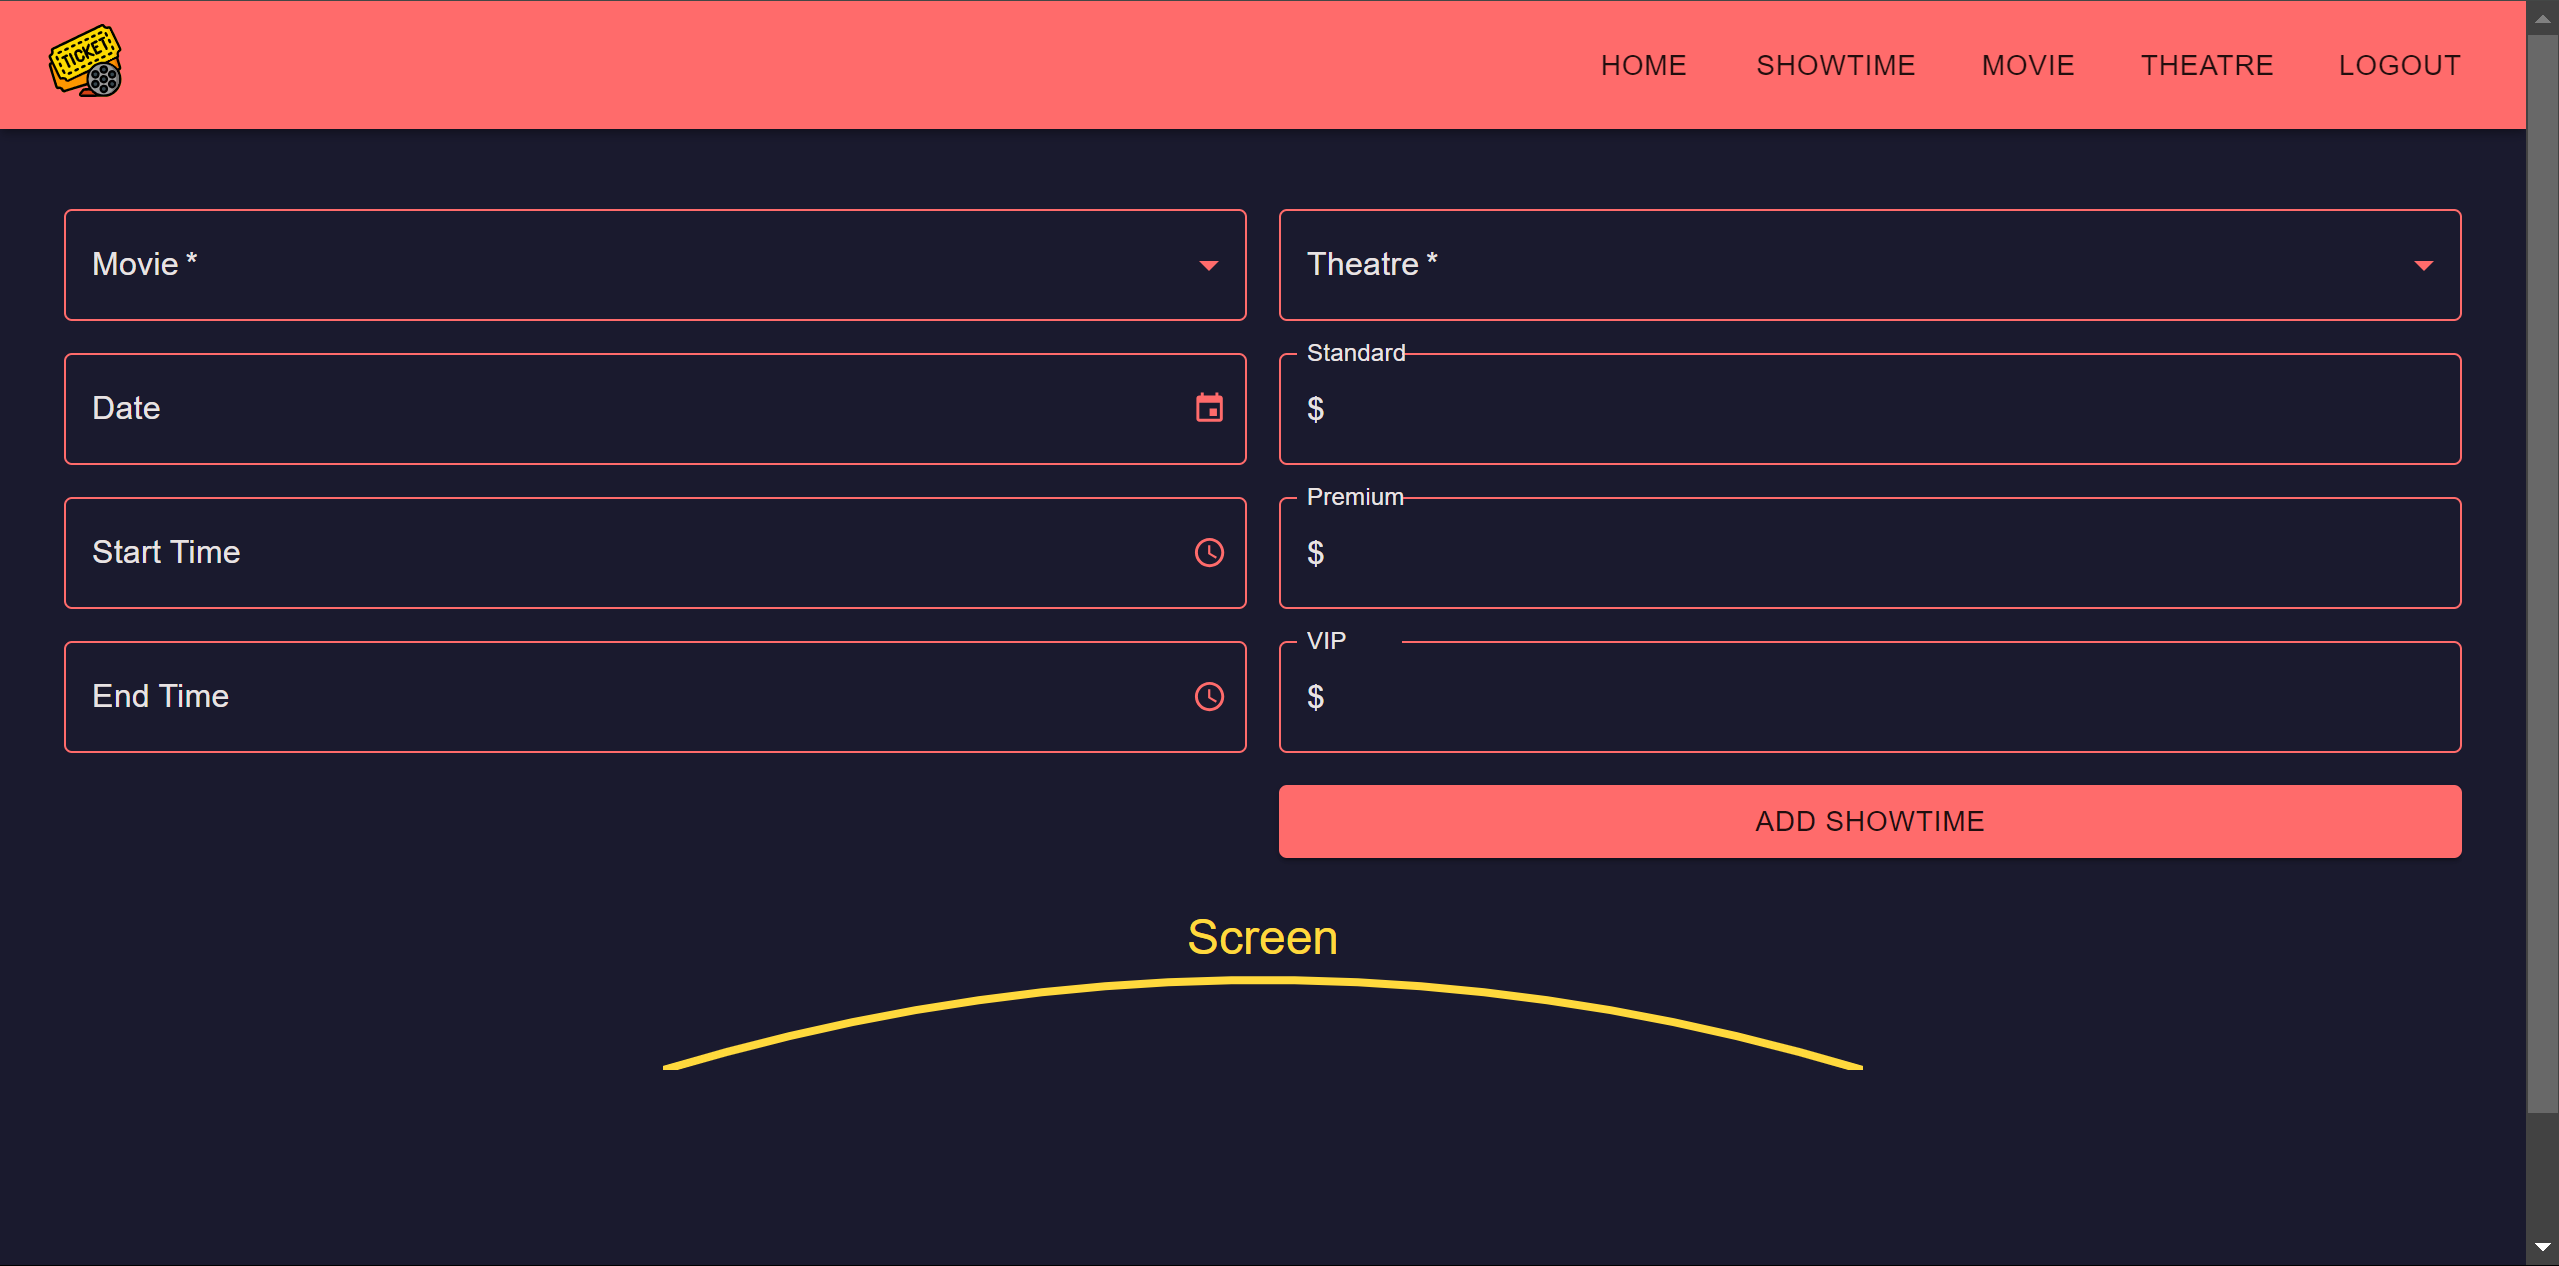 TICKET
HOME SHOWTIME MOVIE THEATRE LOGOUT
Movie *
Theatre *
Date
Standard
$
Start Time
Premium
$
End Time
VIP
$
ADD SHOWTIME
Screen